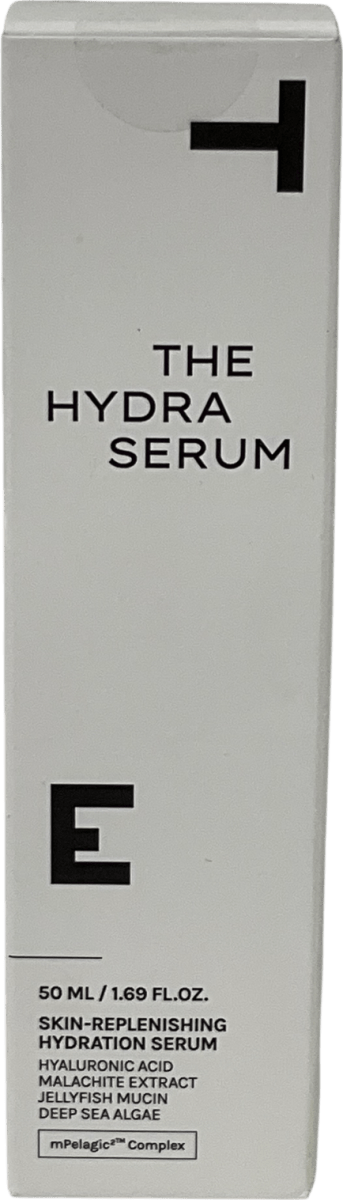 T
THE
HYDRA
SERUM
E
50 ML / 1.69 FL.OZ.
SKIN-REPLENISHING
HYDRATION SERUM
HYALURONIC ACID
MALACHITE EXTRACT
JELLYFISH MUCIN
DEEP SEA ALGAE
mPelagic²™ Complex